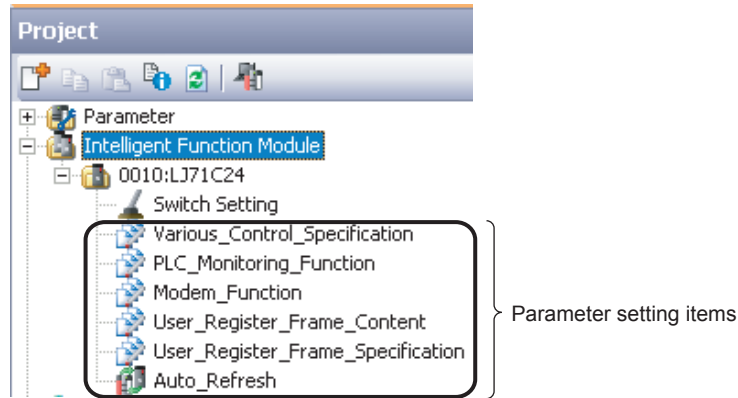 Project
Parameter
Intelligent Function Module
0010:LJ71C24
Switch Setting
Various_Control_Specification
PLC_Monitoring_Function
Modem_Function
User_Register_Frame_Content
User_Register_Frame_Specification
Auto_Refresh
Parameter setting items